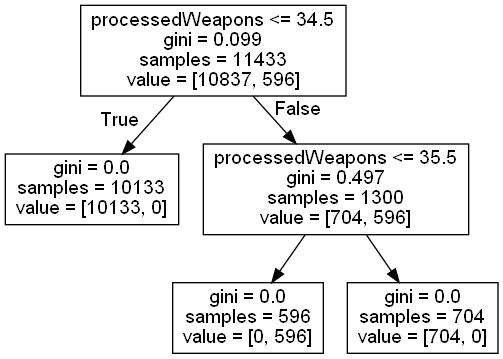 processedWeapons <= 34.5
gini = 0.099
samples = 11433
value = [10837, 596]
True
False
gini = 0.0
samples = 10133
value = [10133, 0]
processedWeapons <= 35.5
gini = 0.497
samples = 1300
value = [704, 596]
gini = 0.0
samples = 596
value = [0, 596]
gini = 0.0
samples = 704
value = [704, 0]